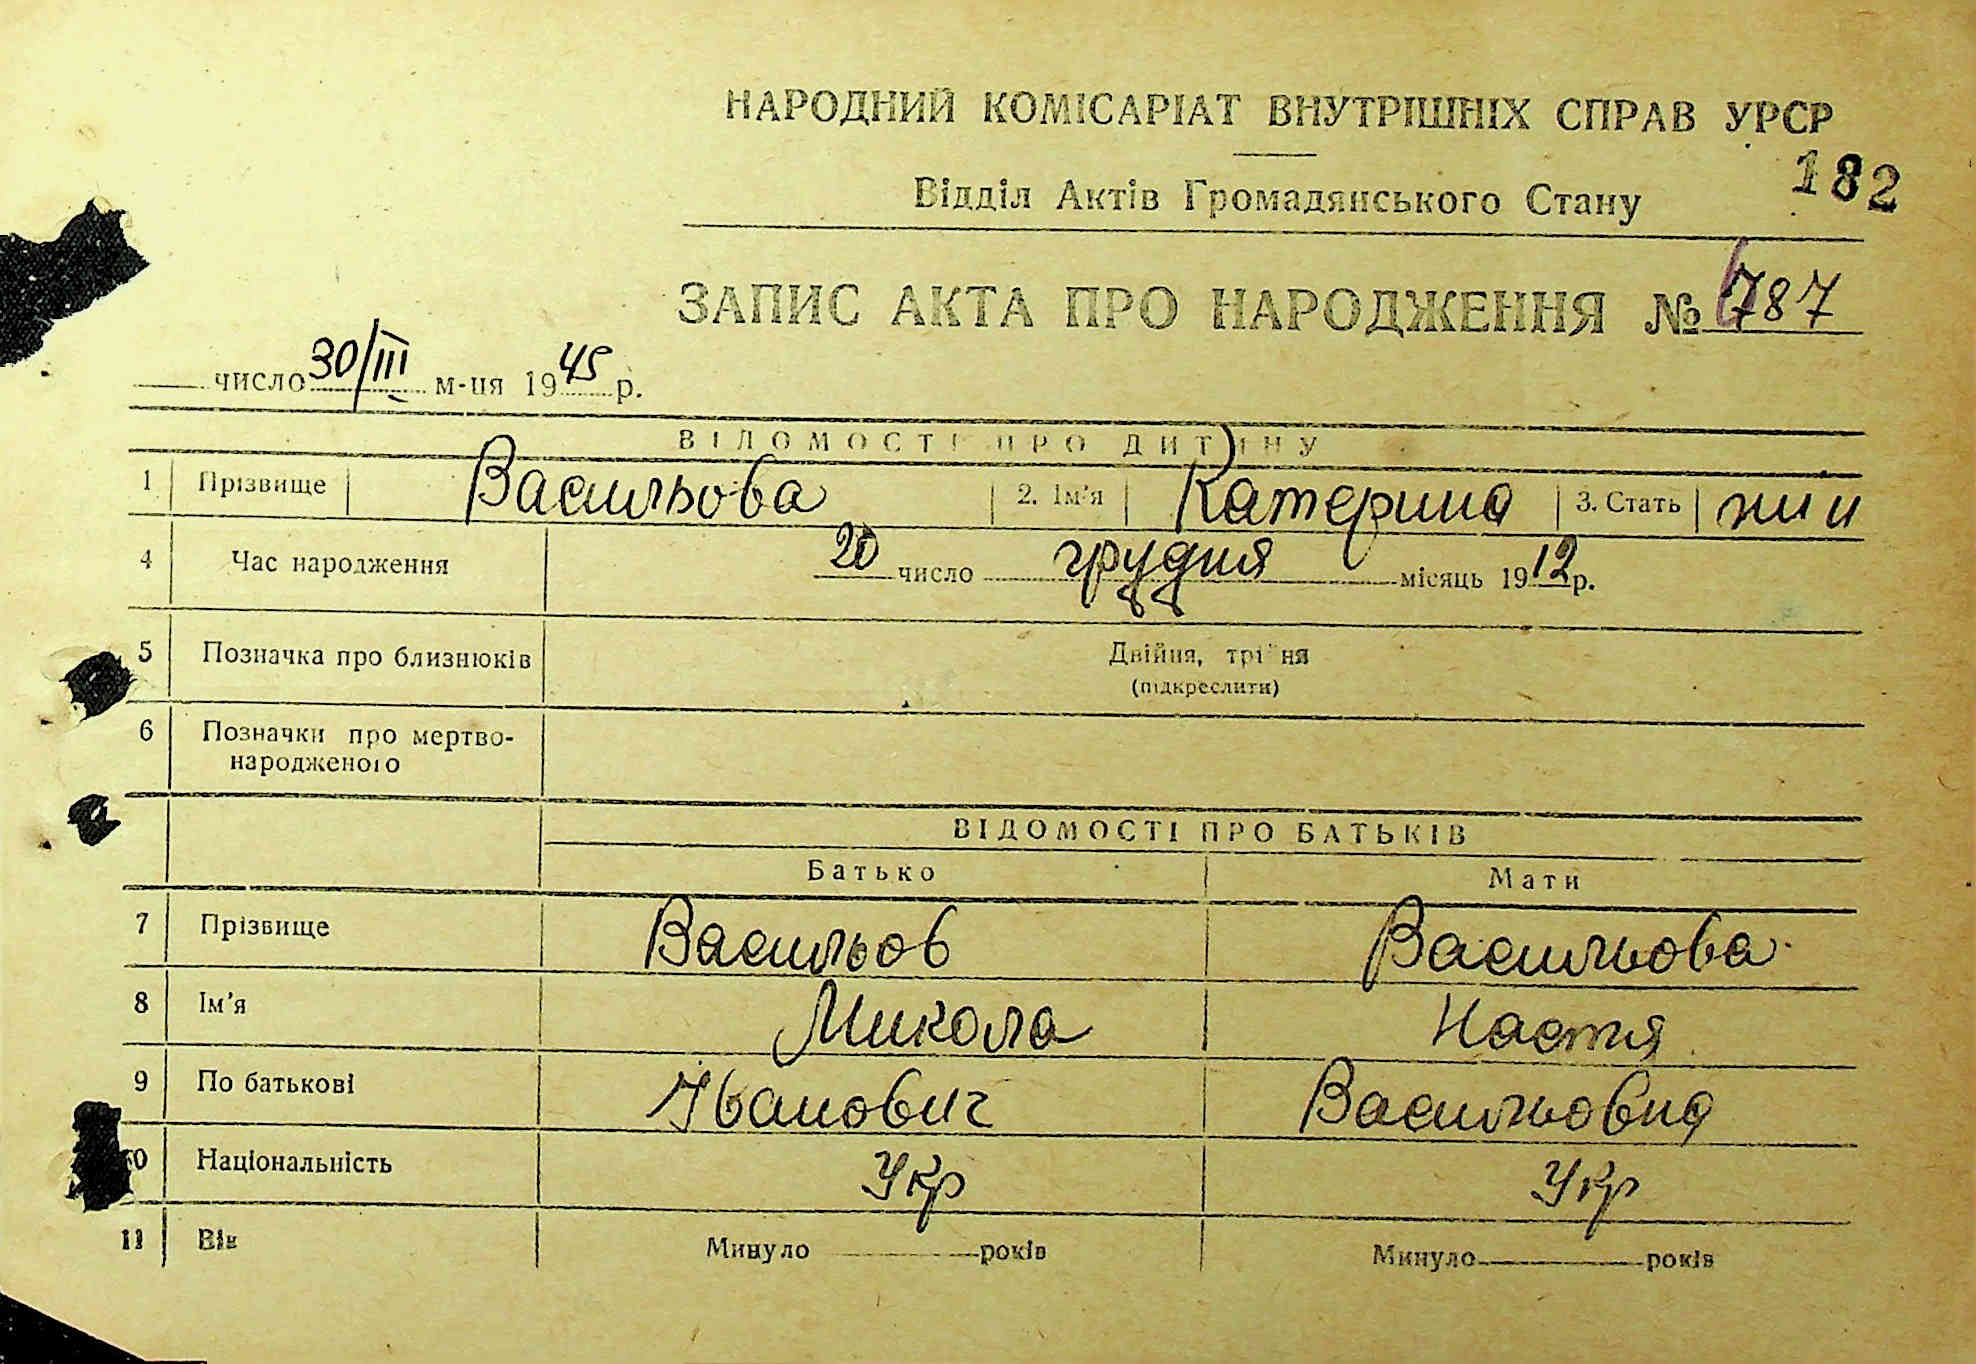 НАРОДНИЙ КОМІСАРІАТ ВНУТРІШНІХ СПРАВ УРСР
182
Відділ Актів Громадянського Стану
ЗАПИС АКТА ПРО НАРОДЖЕННЯ № 787
число 30/III м-ця 1945 р.
ВІДОМОСТІ ПРО ДИТИНУ
1 Прізвище Васильова 2. Ім'я Катерина 3. Стать
4 Час народження 20 число грудня місяць 1912 р.
5 Позначка про близнюків Двійня, трійня
(підкреслити)
6 Позначки про мертво-
народженого
ВІДОМОСТІ ПРО БАТЬКІВ
Батько Мати
7 Прізвище Васильов Васильова
8 Ім'я Микола Настя
9 По батькові Іванович Васильовна
10 Національність Укр Укр
11 Вік Минуло років Минуло років